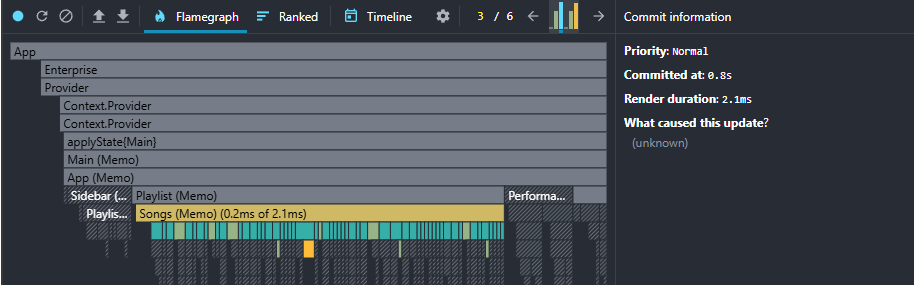 Flamegraph Ranked Timeline 3 / 6 Commit information
App
Enterprise
Provider
Context.Provider
Context.Provider
applyState{Main}
Main (Memo)
App (Memo)
Sidebar (... Playlist (Memo) Performa...
Playlis... Songs (Memo) (0.2ms of 2.1ms)
Priority: Normal
Committed at: 0.8s
Render duration: 2.1ms
What caused this update?
(unknown)